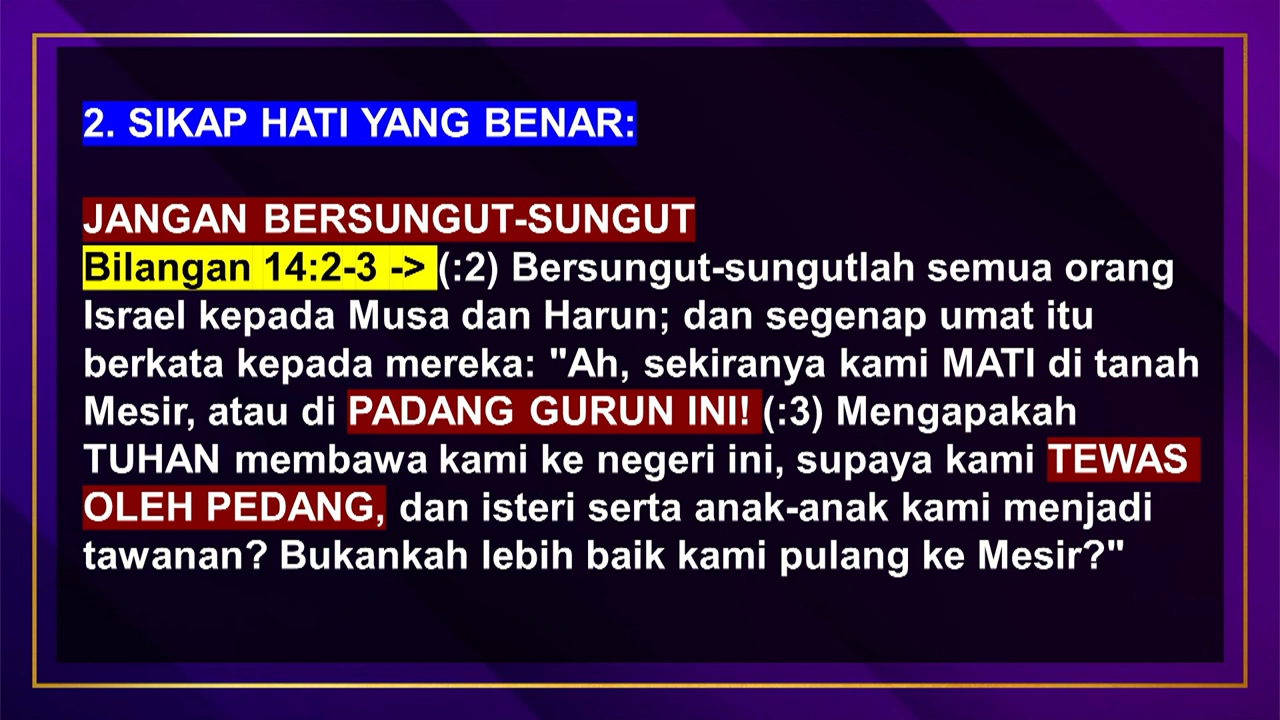 2. SIKAP HATI YANG BENAR:
JANGAN BERSUNGUT-SUNGUT
Bilangan 14:2-3 -> (:2) Bersungut-sungutlah semua orang
Israel kepada Musa dan Harun; dan segenap umat itu
berkata kepada mereka: "Ah, sekiranya kami MATI di tanah
Mesir, atau di PADANG GURUN INI! (:3) Mengapakah
TUHAN membawa kami ke negeri ini, supaya kami TEWAS
OLEH PEDANG, dan isteri serta anak-anak kami menjadi
tawanan? Bukankah lebih baik kami pulang ke Mesir?"